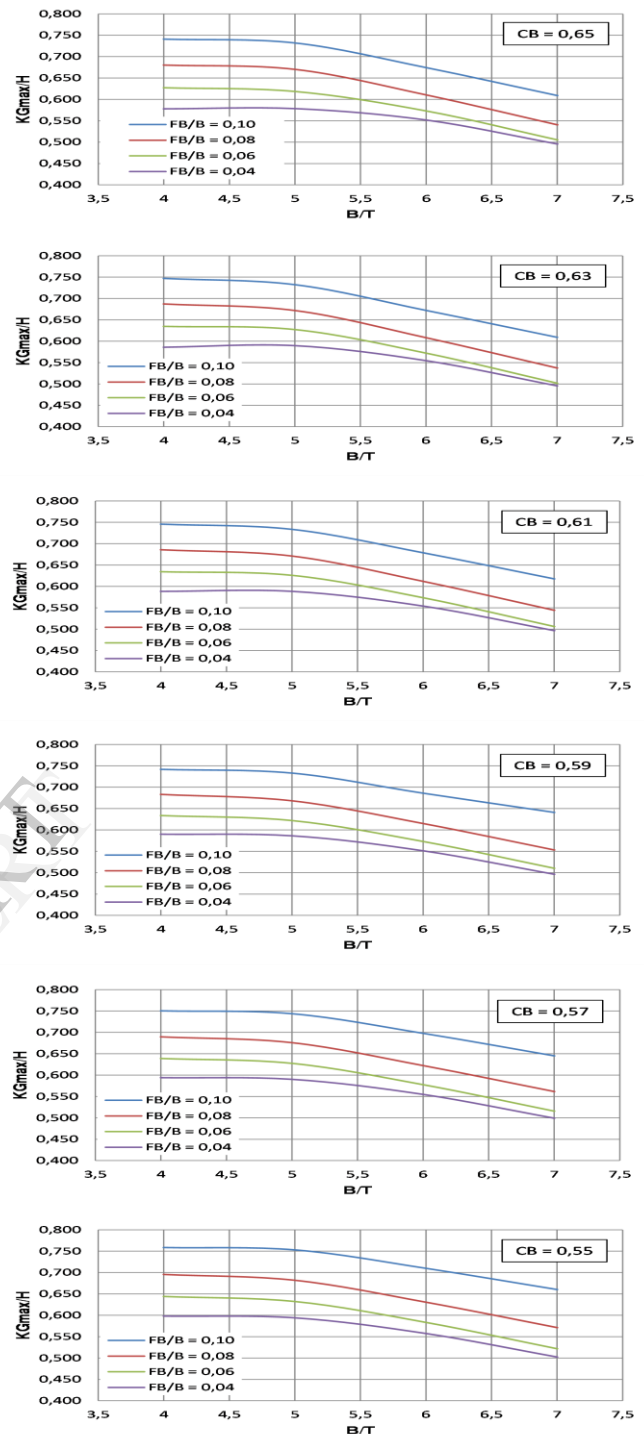 0,800
0,750
0,700
0,650
0,600
0,550
0,500
0,450
0,400
KGmax/H
CB = 0,65
FB/B = 0,10
FB/B = 0,08
FB/B = 0,06
FB/B = 0,04
3,5 4 4,5 5 5,5 6 6,5 7 7,5
B/T
0,800
0,750
0,700
0,650
0,600
0,550
0,500
0,450
0,400
KGmax/H
CB = 0,63
FB/B = 0,10
FB/B = 0,08
FB/B = 0,06
FB/B = 0,04
3,5 4 4,5 5 5,5 6 6,5 7 7,5
B/T
0,800
0,750
0,700
0,650
0,600
0,550
0,500
0,450
0,400
KGmax/H
CB = 0,61
FB/B = 0,10
FB/B = 0,08
FB/B = 0,06
FB/B = 0,04
3,5 4 4,5 5 5,5 6 6,5 7 7,5
B/T
0,800
0,750
0,700
0,650
0,600
0,550
0,500
0,450
0,400
KGmax/H
CB = 0,59
FB/B = 0,10
FB/B = 0,08
FB/B = 0,06
FB/B = 0,04
3,5 4 4,5 5 5,5 6 6,5 7 7,5
B/T
0,800
0,750
0,700
0,650
0,600
0,550
0,500
0,450
0,400
KGmax/H
CB = 0,57
FB/B = 0,10
FB/B = 0,08
FB/B = 0,06
FB/B = 0,04
3,5 4 4,5 5 5,5 6 6,5 7 7,5
B/T
0,800
0,750
0,700
0,650
0,600
0,550
0,500
0,450
0,400
KGmax/H
CB = 0,55
FB/B = 0,10
FB/B = 0,08
FB/B = 0,06
FB/B = 0,04
3,5 4 4,5 5 5,5 6 6,5 7 7,5
B/T